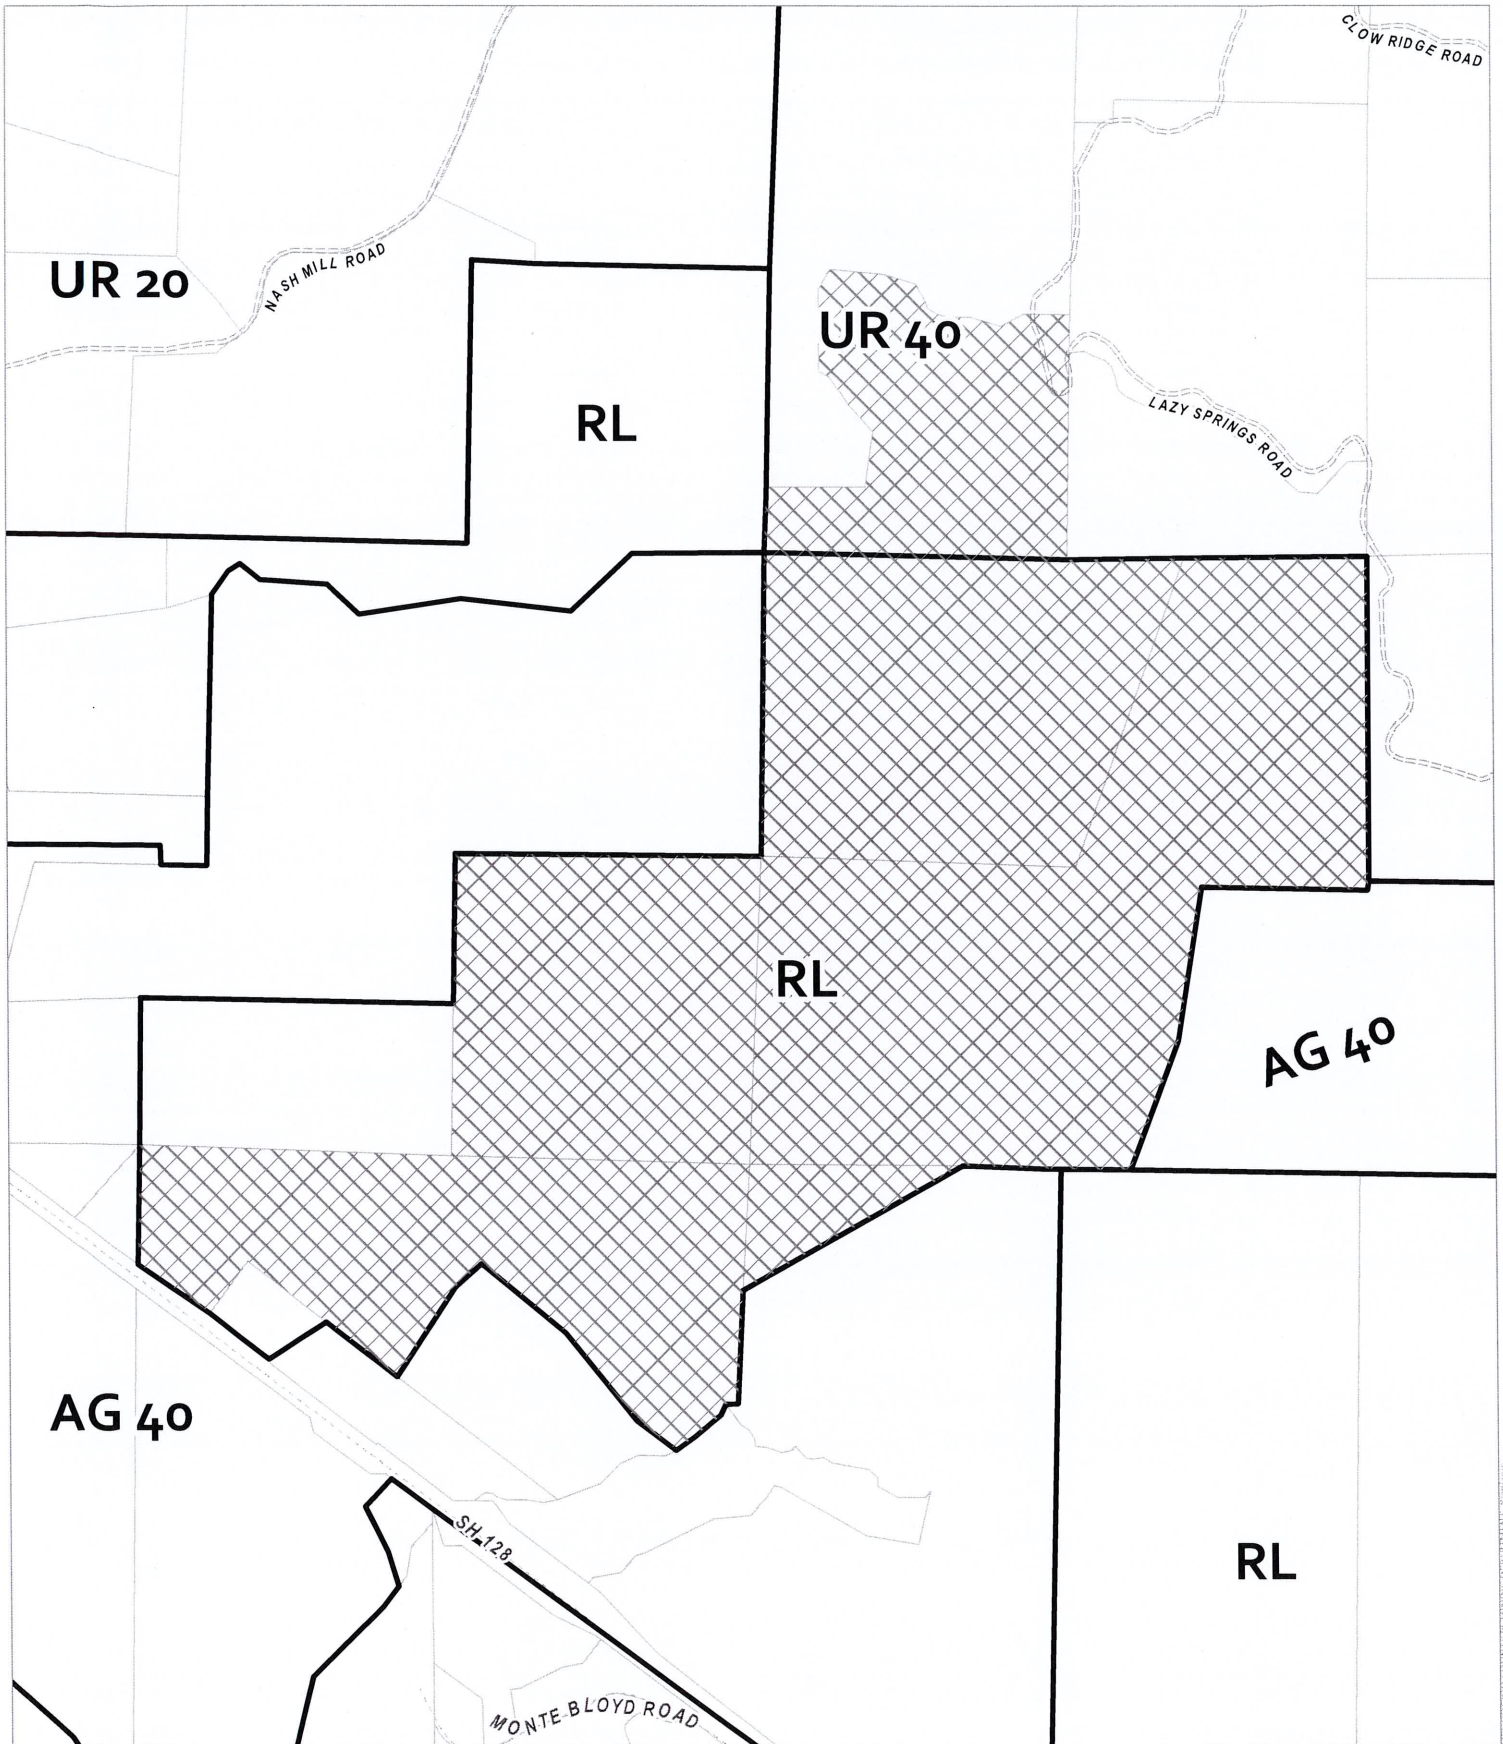 CLOW RIDGE ROAD
NASH MILL ROAD
UR 20
UR 40
RL
LAZY SPRINGS ROAD
RL
AG 40
AG 40
SH 128
RL
MONTE BLOYD ROAD